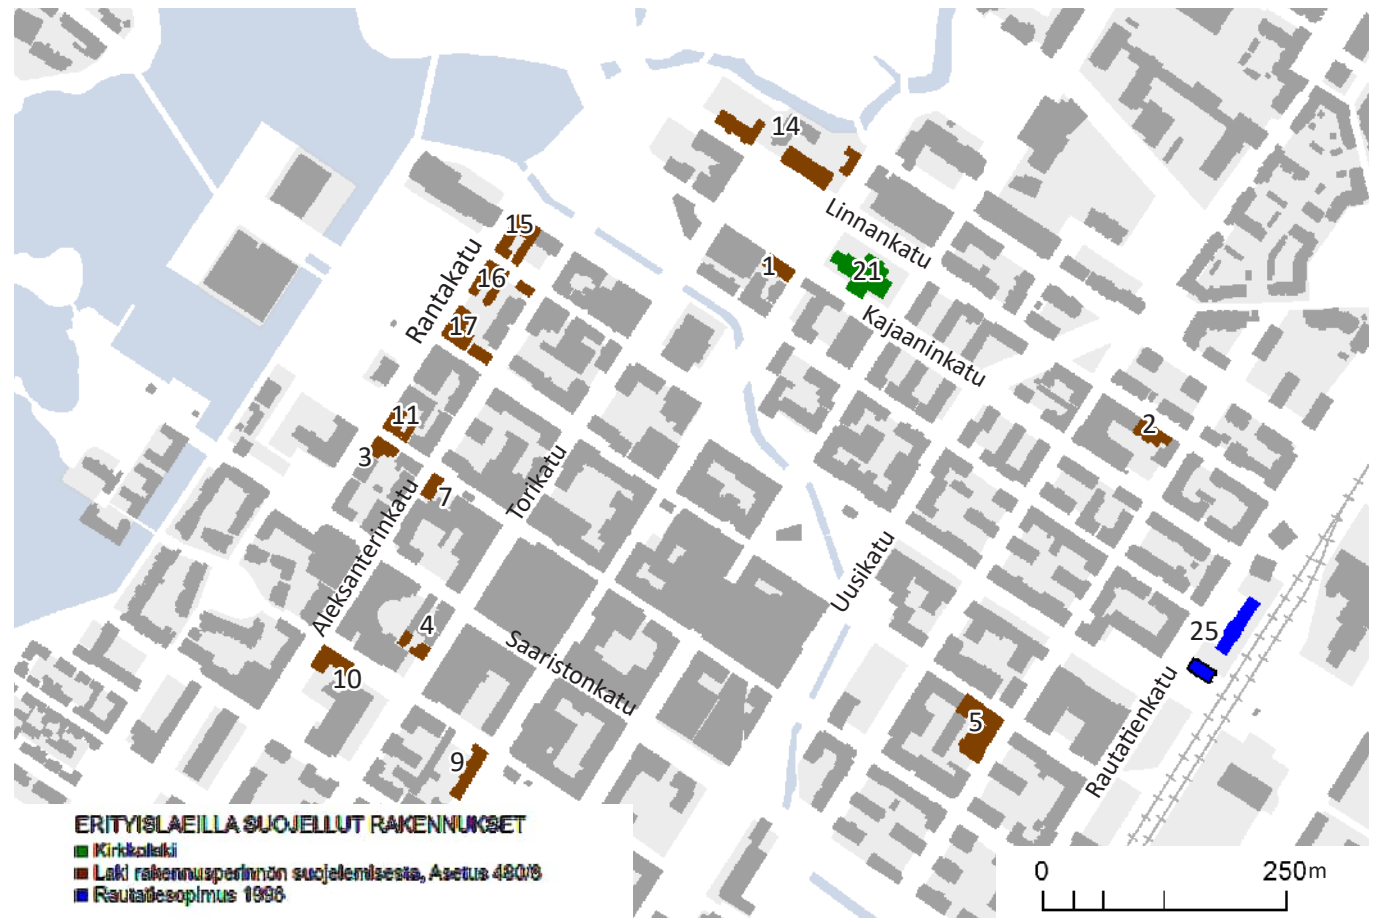 14
Linnankatu
15
Rantakatu
1
21
16
Kajaaninkatu
17
11
2
3
7
Torikatu
Aleksanterinkatu
Uusikatu
4
25
Saaristonkatu
10
Rautatienkatu
5
9
ERITYISLAEILLA SUOJELLUT RAKENNUKSET
Kirkkolaki
Laki rakennusperinnön suojelemisesta, Asetus 480/8
Rautatiesopimus 1998
0 250m